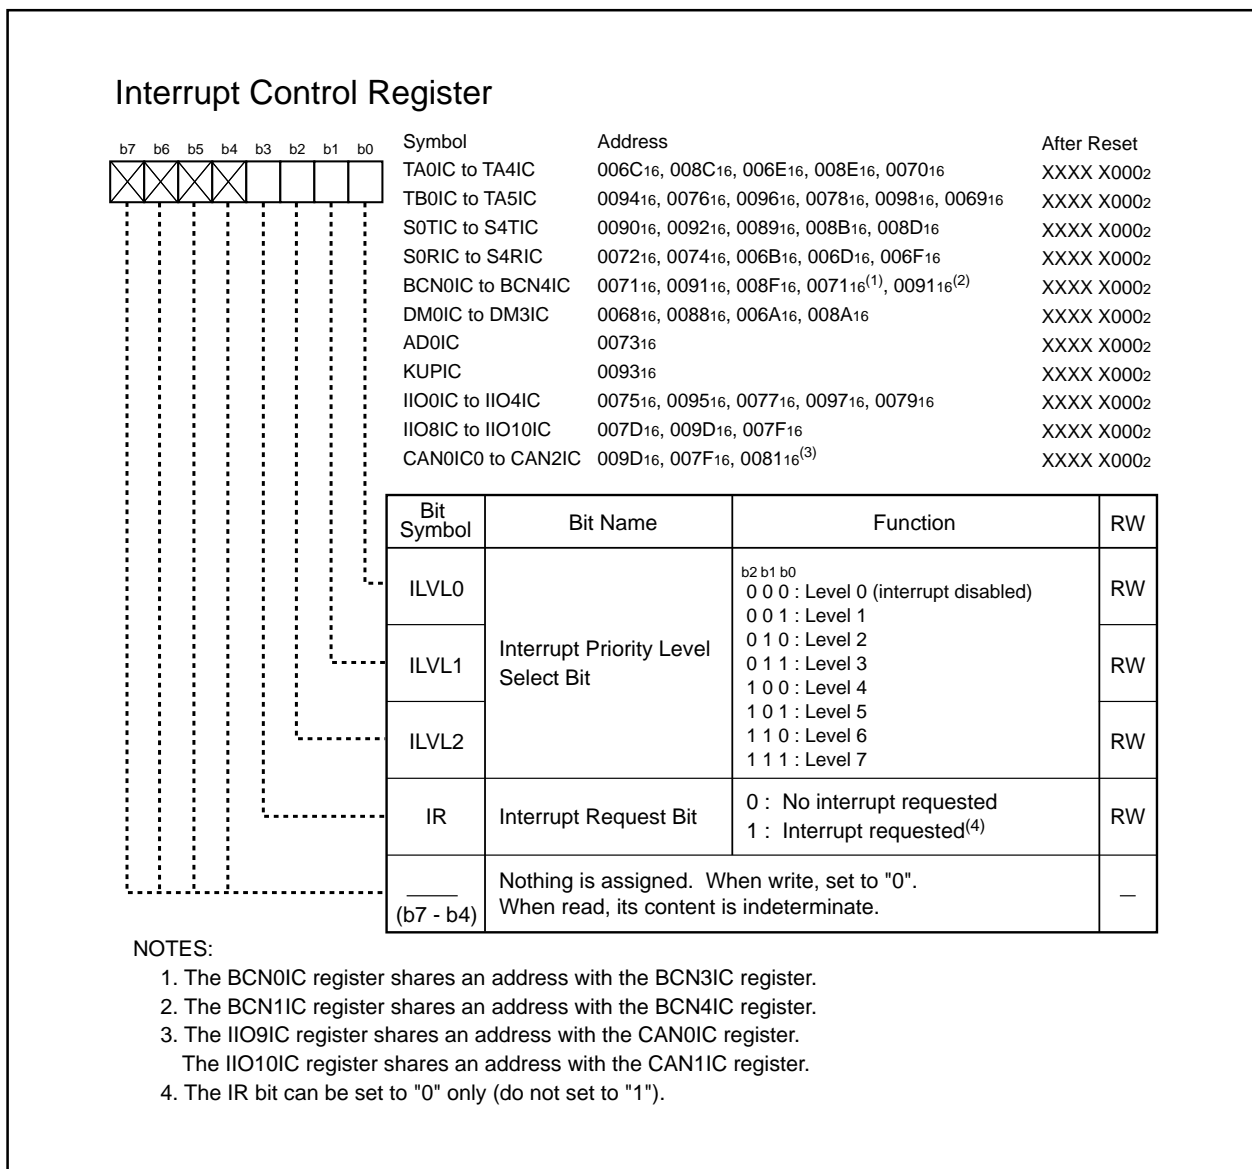 Interrupt Control Register
b7 b6 b5 b4 b3 b2 b1 b0
Symbol Address After Reset
TA0IC to TA4IC 006C16, 008C16, 006E16, 008E16, 007016 XXXX X0002
TB0IC to TA5IC 009416, 007616, 009616, 007816, 009816, 006916 XXXX X0002
S0TIC to S4TIC 009016, 009216, 008916, 008B16, 008D16 XXXX X0002
S0RIC to S4RIC 007216, 007416, 006B16, 006D16, 006F16 XXXX X0002
BCN0IC to BCN4IC 007116, 009116, 008F16, 007116(1), 009116(2) XXXX X0002
DM0IC to DM3IC 006816, 008816, 006A16, 008A16 XXXX X0002
AD0IC 007316 XXXX X0002
KUPIC 009316 XXXX X0002
IIO0IC to IIO4IC 007516, 009516, 007716, 009716, 007916 XXXX X0002
IIO8IC to IIO10IC 007D16, 009D16, 007F16 XXXX X0002
CAN0IC0 to CAN2IC 009D16, 007F16, 008116(3) XXXX X0002
Bit Symbol Bit Name Function RW
ILVL0 RW
ILVL1 RW
ILVL2 RW
Interrupt Priority Level
Select Bit
b2 b1 b0
0 0 0 : Level 0 (interrupt disabled)
0 0 1 : Level 1
0 1 0 : Level 2
0 1 1 : Level 3
1 0 0 : Level 4
1 0 1 : Level 5
1 1 0 : Level 6
1 1 1 : Level 7
IR Interrupt Request Bit 0 : No interrupt requested RW
1 : Interrupt requested(4)
(b7 - b4) Nothing is assigned. When write, set to "0". —
When read, its content is indeterminate.
NOTES:
1. The BCN0IC register shares an address with the BCN3IC register.
2. The BCN1IC register shares an address with the BCN4IC register.
3. The IIO9IC register shares an address with the CAN0IC register.
The IIO10IC register shares an address with the CAN1IC register.
4. The IR bit can be set to "0" only (do not set to "1").